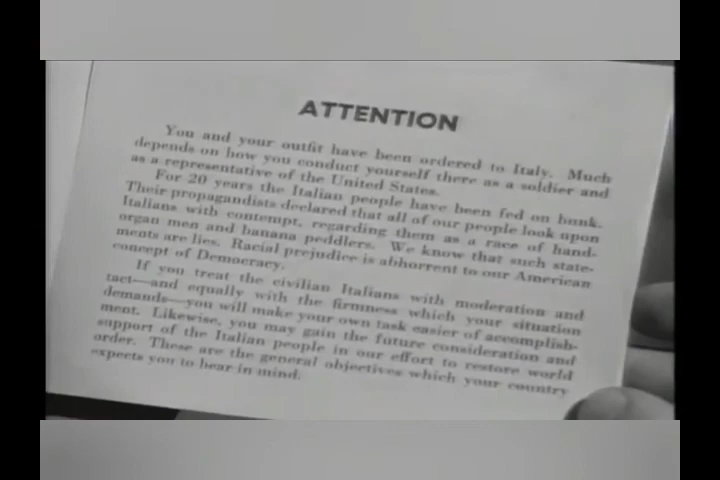 ATTENTION
You and your outfit have been ordered to Italy. Much
depends on how you conduct yourself there as a soldier and
as a representative of the United States.
For 20 years the Italian people have been fed on bunk.
Their propagandists declared that all of our people look upon
Italians with contempt, regarding them as a race of hand-
organ men and banana peddlers. We know that such state-
ments are lies. Racial prejudice is abhorrent to our American
concept of Democracy.
If you treat the civilian Italians with moderation and
tact—and equally with the firmness which your situation
demands—you will make your own task easier of accomplish-
ment. Likewise, you may gain the future consideration and
support of the Italian people in our effort to restore world
order. These are the general objectives which your country
expects you to bear in mind.